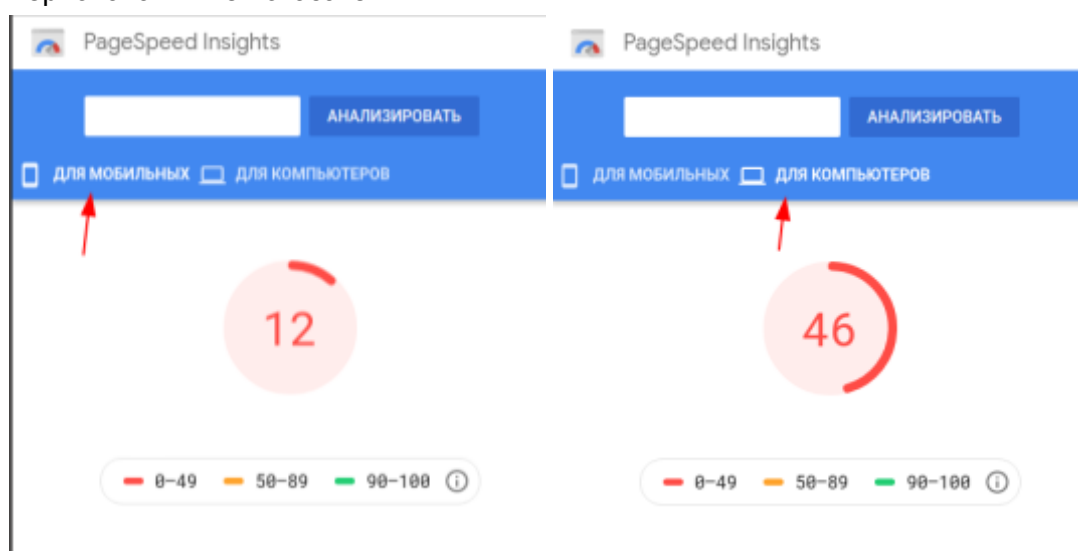 PageSpeed Insights
АНАЛИЗИРОВАТЬ
ДЛЯ МОБИЛЬНЫХ ДЛЯ КОМПЬЮТЕРОВ
12
0–49 50–89 90–100
PageSpeed Insights
АНАЛИЗИРОВАТЬ
ДЛЯ МОБИЛЬНЫХ ДЛЯ КОМПЬЮТЕРОВ
46
0–49 50–89 90–100